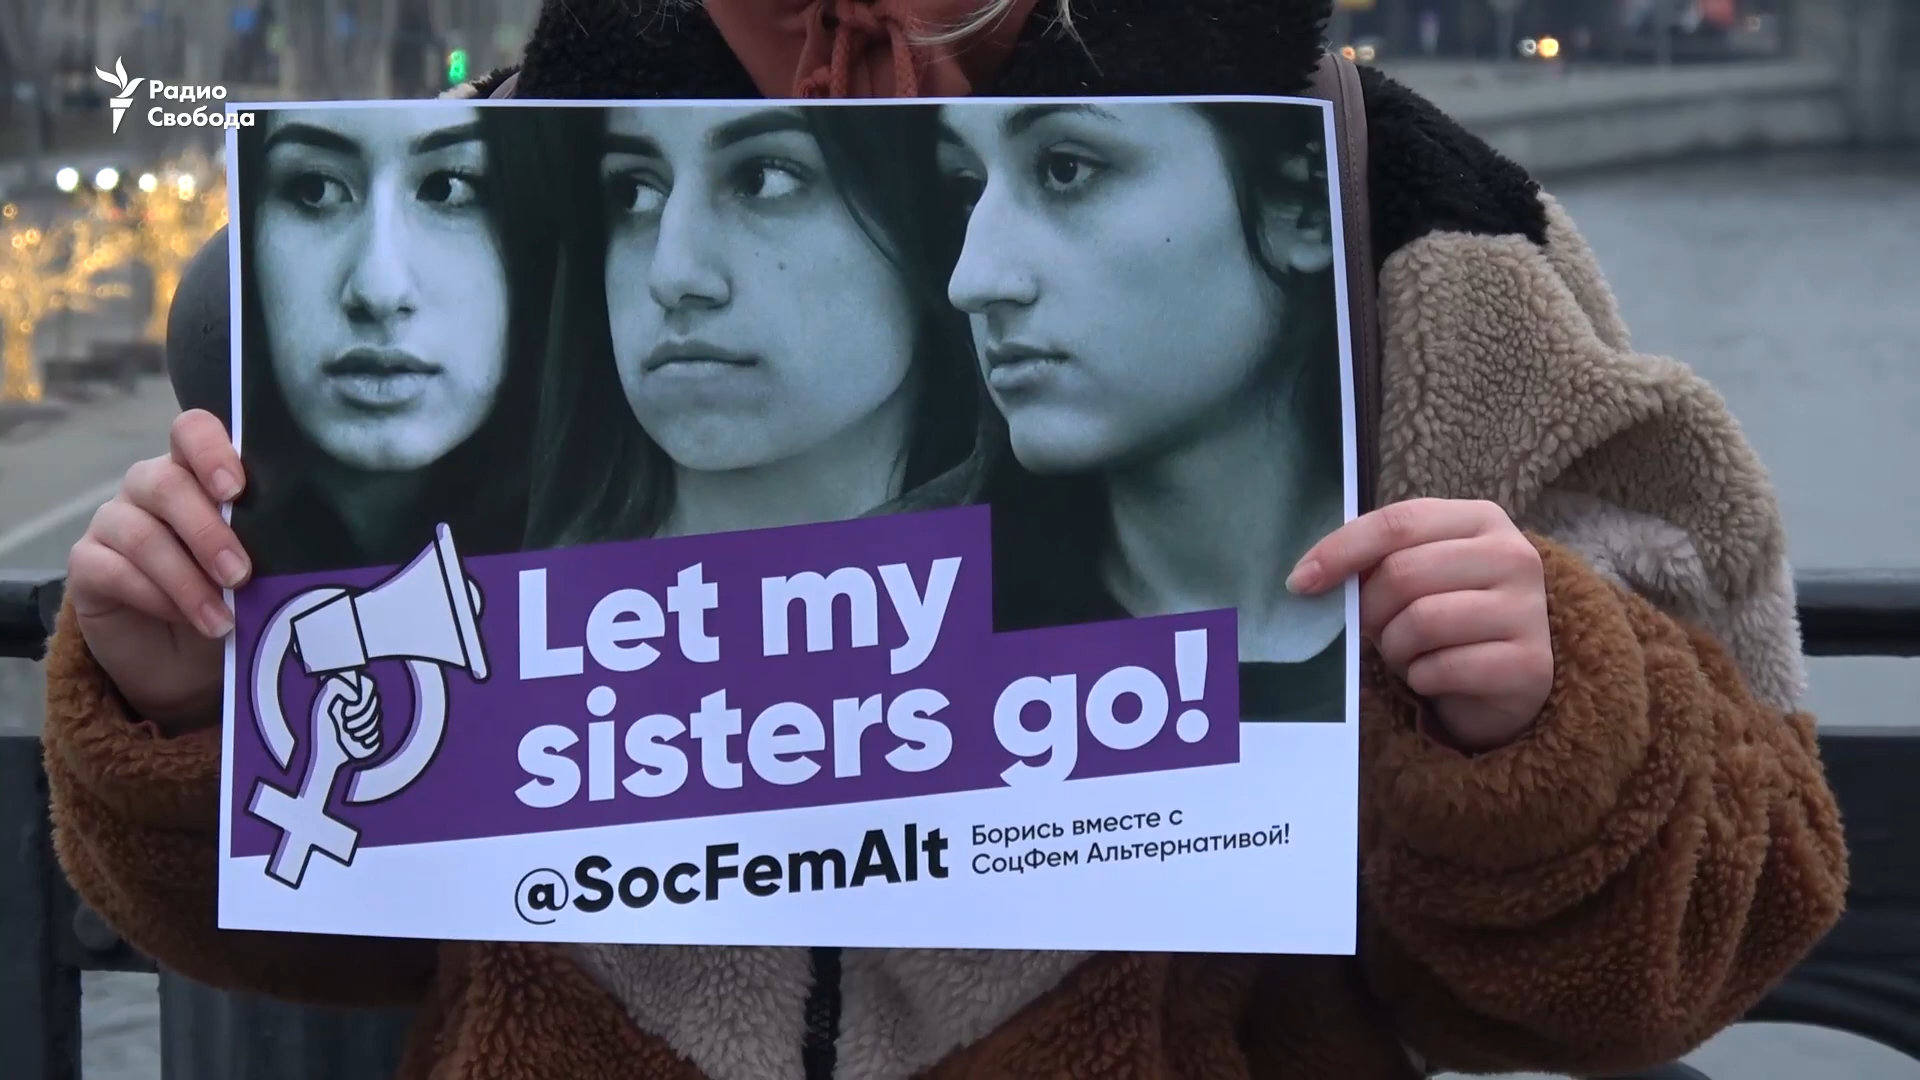 Радио
Свобода
Let my
sisters go!
@SocFemAlt
Борись вместе с
СоцФем Альтернативой!